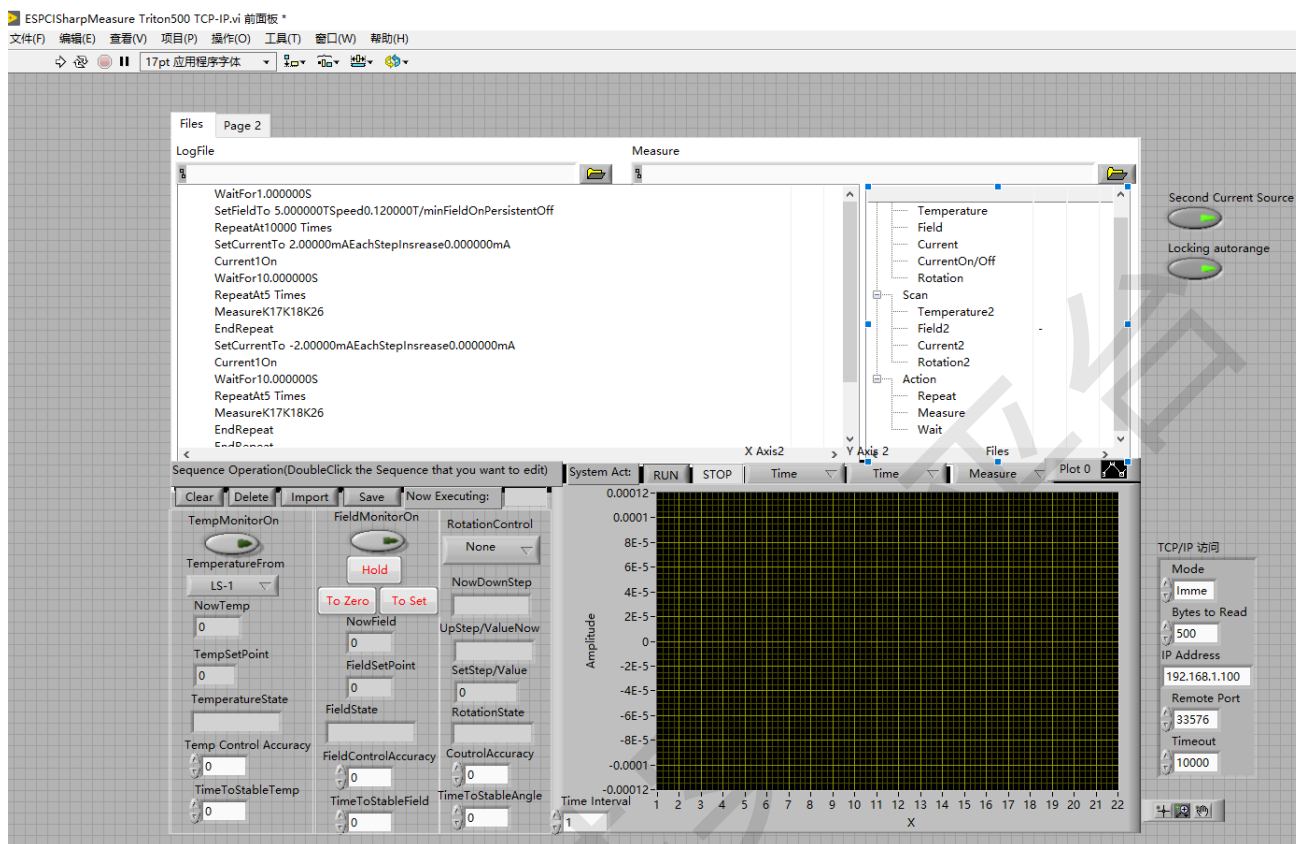 ESPCISharpMeasure Triton500 TCP-IP.vi 前面板 *
文件(F) 编辑(E) 查看(V) 项目(P) 操作(O) 工具(T) 窗口(W) 帮助(H)
17pt 应用程序字体
Files Page 2
LogFile Measure
WaitFor1.000000S
SetFieldTo 5.000000TSpeed0.120000T/minFieldOnPersistentOff
RepeatAt10000 Times
SetCurrentTo 2.00000mAEachStepInsrease0.000000mA
Current1On
WaitFor10.000000S
RepeatAt5 Times
MeasureK17K18K26
EndRepeat
SetCurrentTo -2.00000mAEachStepInsrease0.000000mA
Current1On
WaitFor10.000000S
RepeatAt5 Times
MeasureK17K18K26
EndRepeat
EndRepeat
Temperature
Field
Current
CurrentOn/Off
Rotation
Scan
Temperature2
Field2 -
Current2
Rotation2
Action
Repeat
Measure
Wait
Second Current Source
Locking autorange
X Axis2 Y Axis 2 Files
Sequence Operation(DoubleClick the Sequence that you want to edit) System Act: RUN STOP Time Time Measure Plot 0
Clear Delete Import Save Now Executing:
TempMonitorOn
TemperatureFrom
LS-1
NowTemp
0
TempSetPoint
0
TemperatureState
Temp Control Accuracy
0
TimeToStableTemp
0
FieldMonitorOn
Hold
To Zero To Set
NowField
0
FieldSetPoint
0
FieldState
FieldControlAccuracy
0
TimeToStableField
0
RotationControl
None
NowDownStep
UpStep/ValueNow
SetStep/Value
0
RotationState
CoutrolAccuracy
0
TimeToStableAngle
0
Time Interval
1
Amplitude
0.00012
0.0001
8E-5
6E-5
4E-5
2E-5
0
-2E-5
-4E-5
-6E-5
-8E-5
-0.0001
-0.00012
1 2 3 4 5 6 7 8 9 10 11 12 13 14 15 16 17 18 19 20 21 22
X
TCP/IP 访问
Mode
Imme
Bytes to Read
500
IP Address
192.168.1.100
Remote Port
33576
Timeout
10000